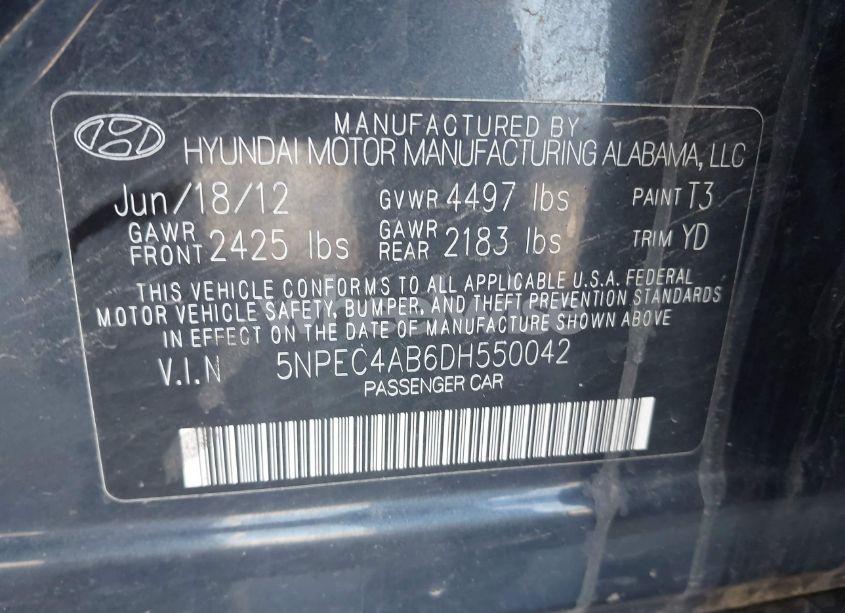 MANUFACTURED BY
HYUNDAI MOTOR MANUFACTURING ALABAMA, LLC
Jun/18/12 GVWR 4497 lbs PAINT T3
GAWR FRONT 2425 lbs GAWR REAR 2183 lbs TRIM YD
THIS VEHICLE CONFORMS TO ALL APPLICABLE U.S.A. FEDERAL
MOTOR VEHICLE SAFETY, BUMPER, AND THEFT PREVENTION STANDARDS
IN EFFECT ON THE DATE OF MANUFACTURE SHOWN ABOVE
V.I.N 5NPEC4AB6DH550042
PASSENGER CAR